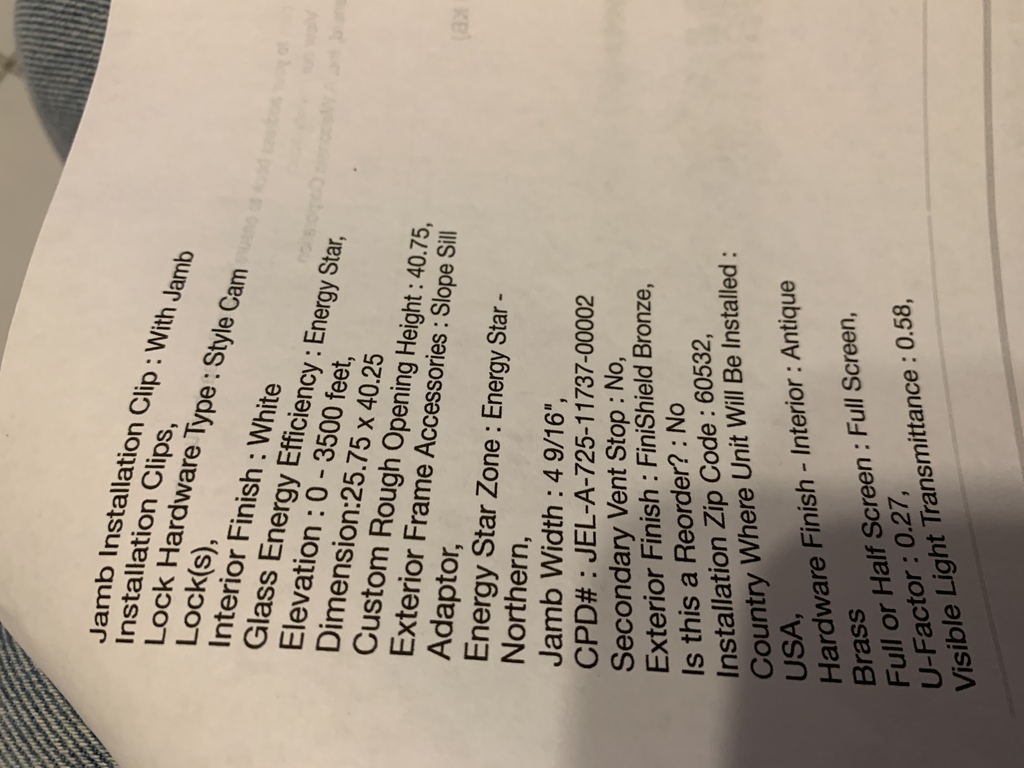 Jamb Installation Clip : With Jamb
Installation Clips,
Lock Hardware Type : Style Cam
Lock(s),
Interior Finish : White
Glass Energy Efficiency : Energy Star,
Elevation : 0 - 3500 feet,
Dimension:25.75 x 40.25
Custom Rough Opening Height : 40.75,
Exterior Frame Accessories : Slope Sill
Adaptor,
Energy Star Zone : Energy Star -
Northern,
Jamb Width : 4 9/16",
CPD# : JEL-A-725-11737-00002
Secondary Vent Stop : No,
Exterior Finish : FiniShield Bronze,
Is this a Reorder? : No
Installation Zip Code : 60532,
Country Where Unit Will Be Installed :
USA,
Hardware Finish - Interior : Antique
Brass
Full or Half Screen : Full Screen,
U-Factor : 0.27,
Visible Light Transmittance : 0.58,